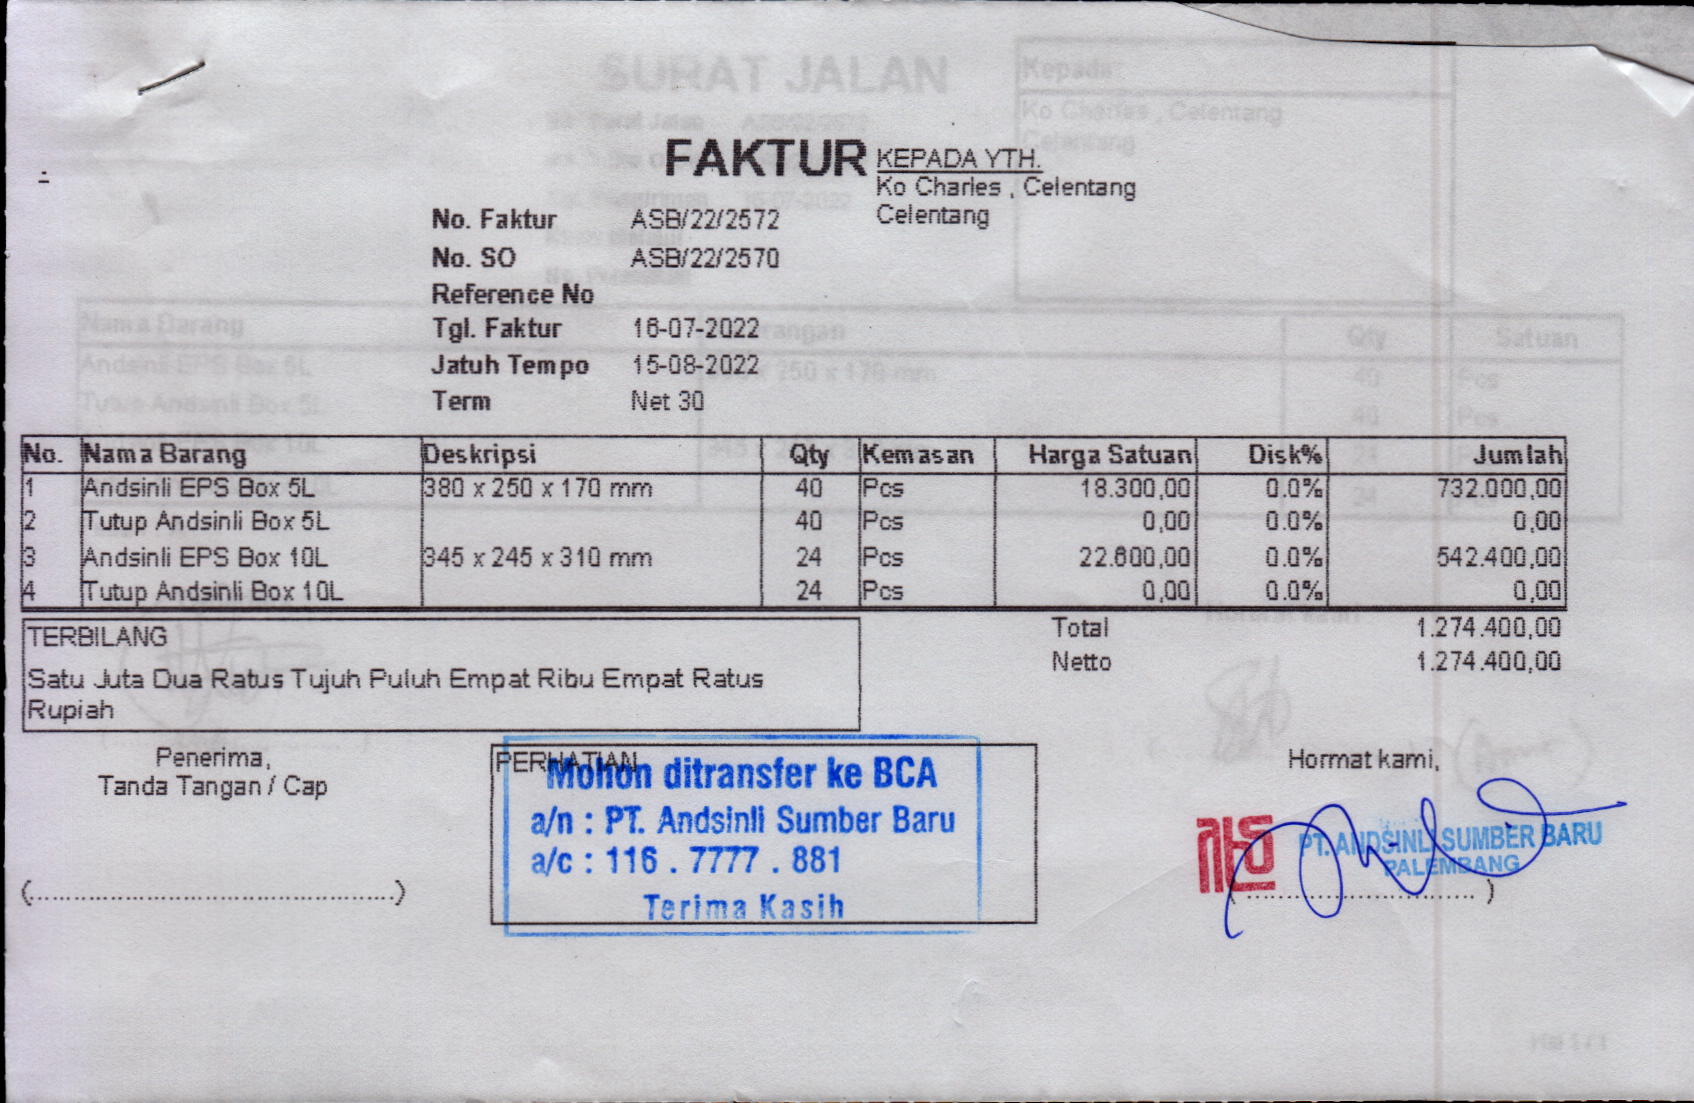 SURAT JALAN
Kepada
Ko Charles , Celentang
Celentang
FAKTUR
KEPADA YTH.
Ko Charles , Celentang
Celentang
No. Faktur ASB/22/2572
No. SO ASB/22/2570
Reference No
Tgl. Faktur 16-07-2022
Jatuh Tempo 15-08-2022
Term Net 30
No. Nama Barang Deskripsi Qty Kemasan Harga Satuan Disk% Jumlah
1 Andsinli EPS Box 5L 380 x 250 x 170 mm 40 Pcs 18.300,00 0.0% 732.000,00
2 Tutup Andsinli Box 5L 40 Pcs 0,00 0.0% 0,00
3 Andsinli EPS Box 10L 345 x 245 x 310 mm 24 Pcs 22.600,00 0.0% 542.400,00
4 Tutup Andsinli Box 10L 24 Pcs 0,00 0.0% 0,00
TERBILANG
Satu Juta Dua Ratus Tujuh Puluh Empat Ribu Empat Ratus
Rupiah
Total 1.274.400,00
Netto 1.274.400,00
Penerima,
Tanda Tangan / Cap
(..........................................)
PERHATIAN
Mohon ditransfer ke BCA
a/n : PT. Andsinli Sumber Baru
a/c : 116 . 7777 . 881
Terima Kasih
Hormat kami,
PT. ANDSINLI SUMBER BARU
PALEMBANG
(..............................)